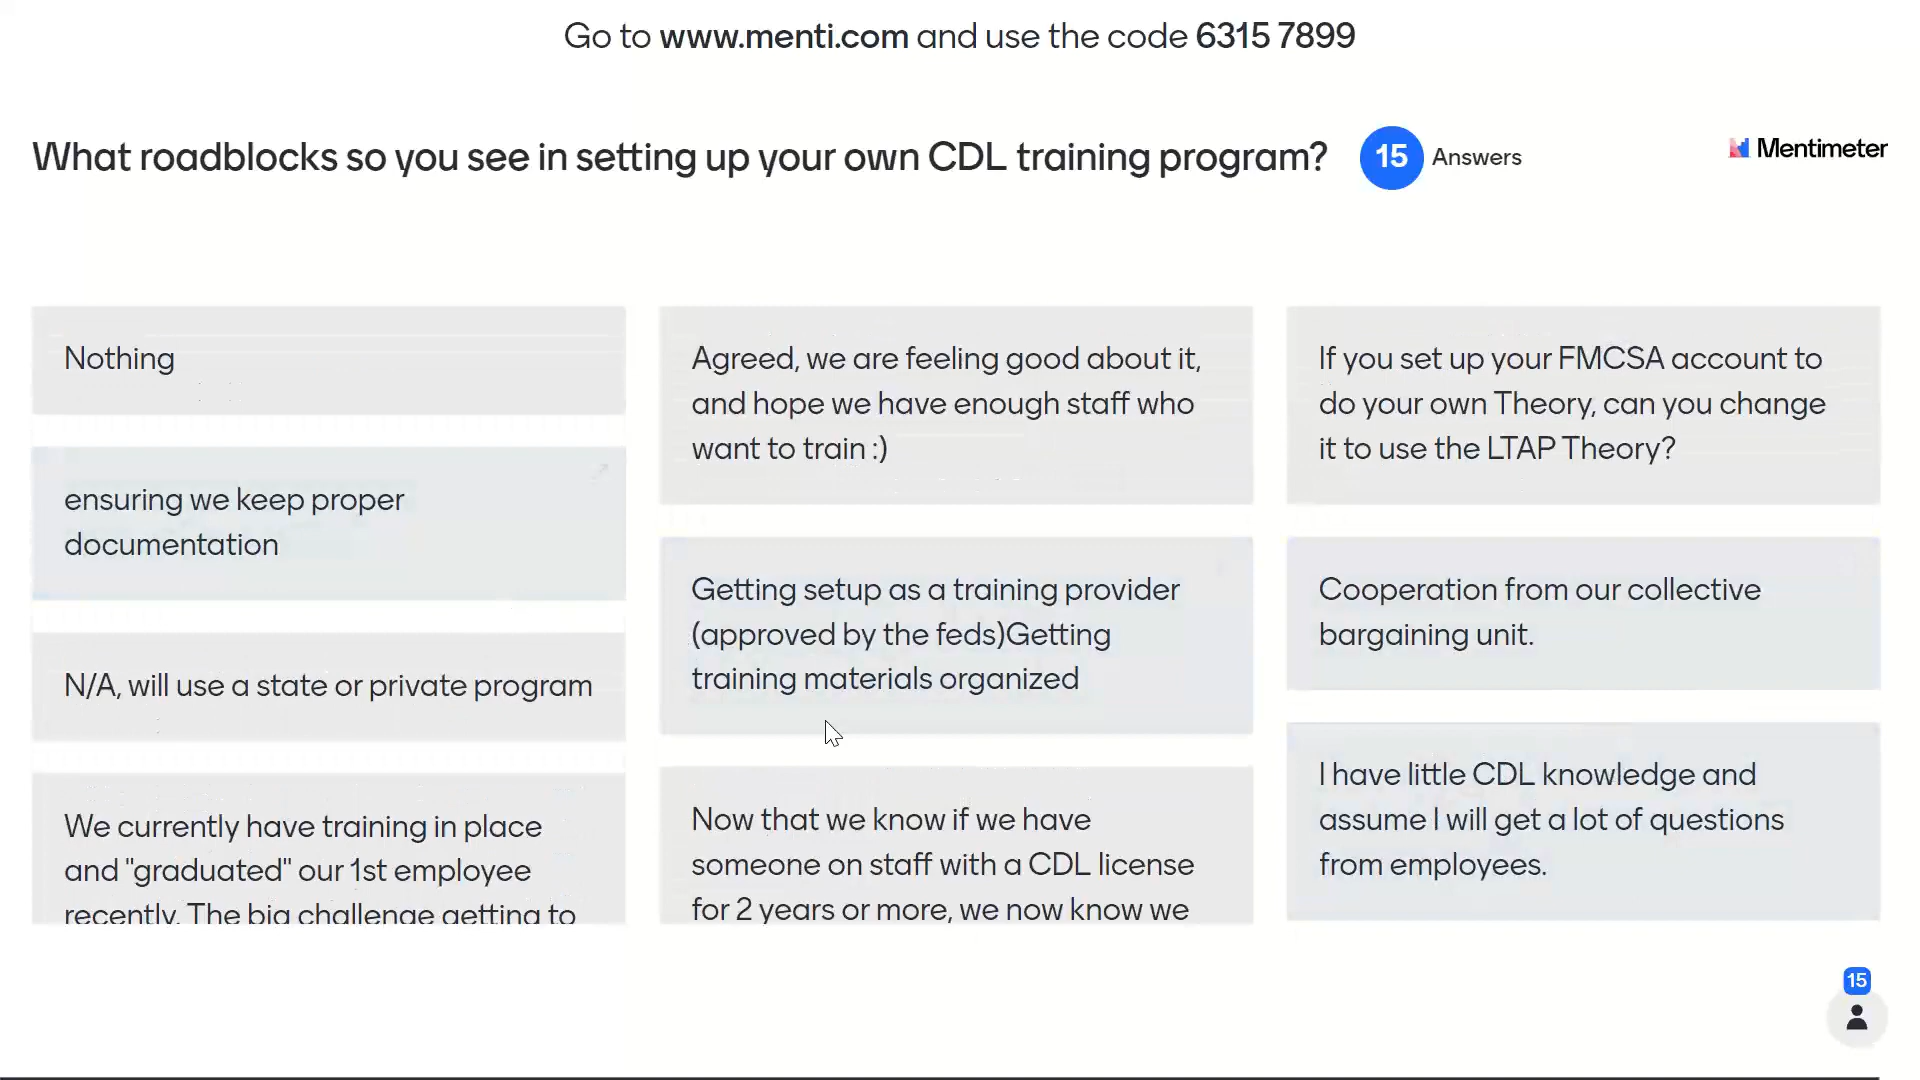 Go to www.menti.com and use the code 6315 7899
What roadblocks so you see in setting up your own CDL training program?
15 Answers
Mentimeter
Nothing
ensuring we keep proper
documentation
N/A, will use a state or private program
We currently have training in place
and "graduated" our 1st employee
recently. The big challenge getting to
Agreed, we are feeling good about it,
and hope we have enough staff who
want to train :)
Getting setup as a training provider
(approved by the feds)Getting
training materials organized
Now that we know if we have
someone on staff with a CDL license
for 2 years or more, we now know we
If you set up your FMCSA account to
do your own Theory, can you change
it to use the LTAP Theory?
Cooperation from our collective
bargaining unit.
I have little CDL knowledge and
assume I will get a lot of questions
from employees.
15